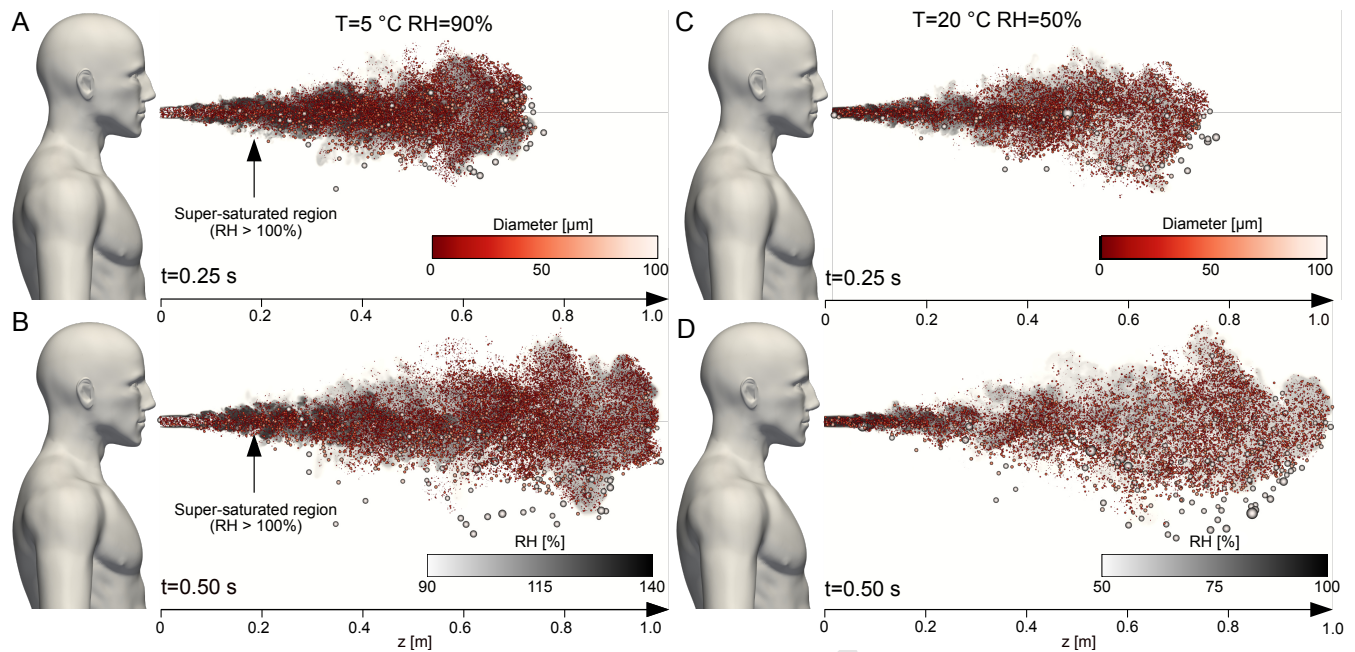 A
T=5 °C RH=90%
Super-saturated region
(RH > 100%)
Diameter [µm]
0 50 100
t=0.25 s
0 0.2 0.4 0.6 0.8 1.0
B
Super-saturated region
(RH > 100%)
RH [%]
90 115 140
t=0.50 s
0 0.2 0.4 0.6 0.8 1.0
z [m]
C
T=20 °C RH=50%
Diameter [µm]
0 50 100
t=0.25 s
0 0.2 0.4 0.6 0.8 1.0
D
RH [%]
50 75 100
t=0.50 s
0 0.2 0.4 0.6 0.8 1.0
z [m]